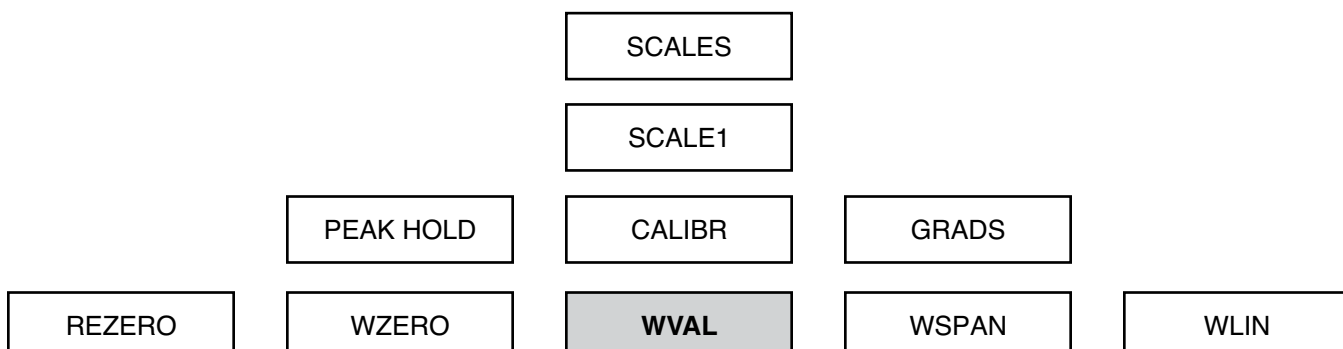 SCALES
SCALE1
PEAK HOLD CALIBR GRADS
REZERO WZERO WVAL WSPAN WLIN